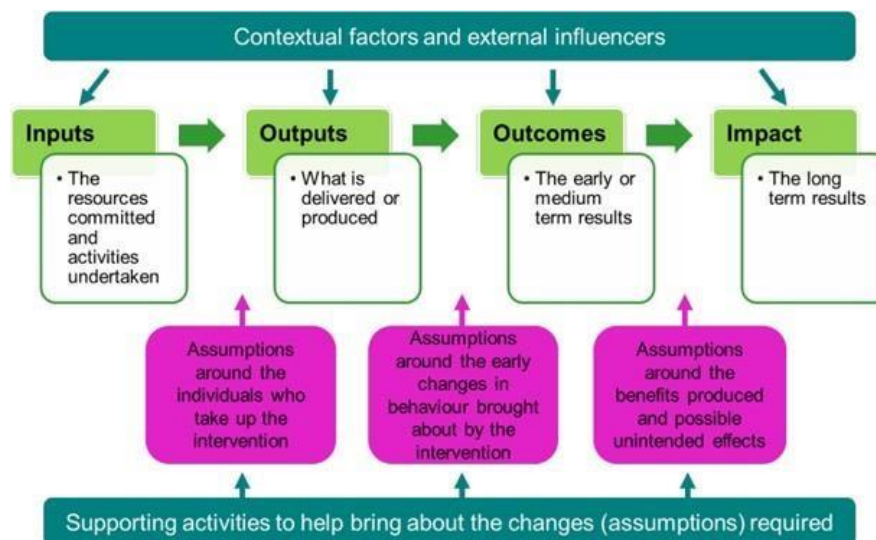 Contextual factors and external influencers
Inputs
Outputs
Outcomes
Impact
• The
resources
committed
and
activities
undertaken
• What is
delivered or
produced
• The early or
medium
term results
• The long
term results
Assumptions
around the
individuals who
take up the
intervention
Assumptions
around the early
changes in
behaviour brought
about by the
intervention
Assumptions
around the
benefits produced
and possible
unintended effects
Supporting activities to help bring about the changes (assumptions) required